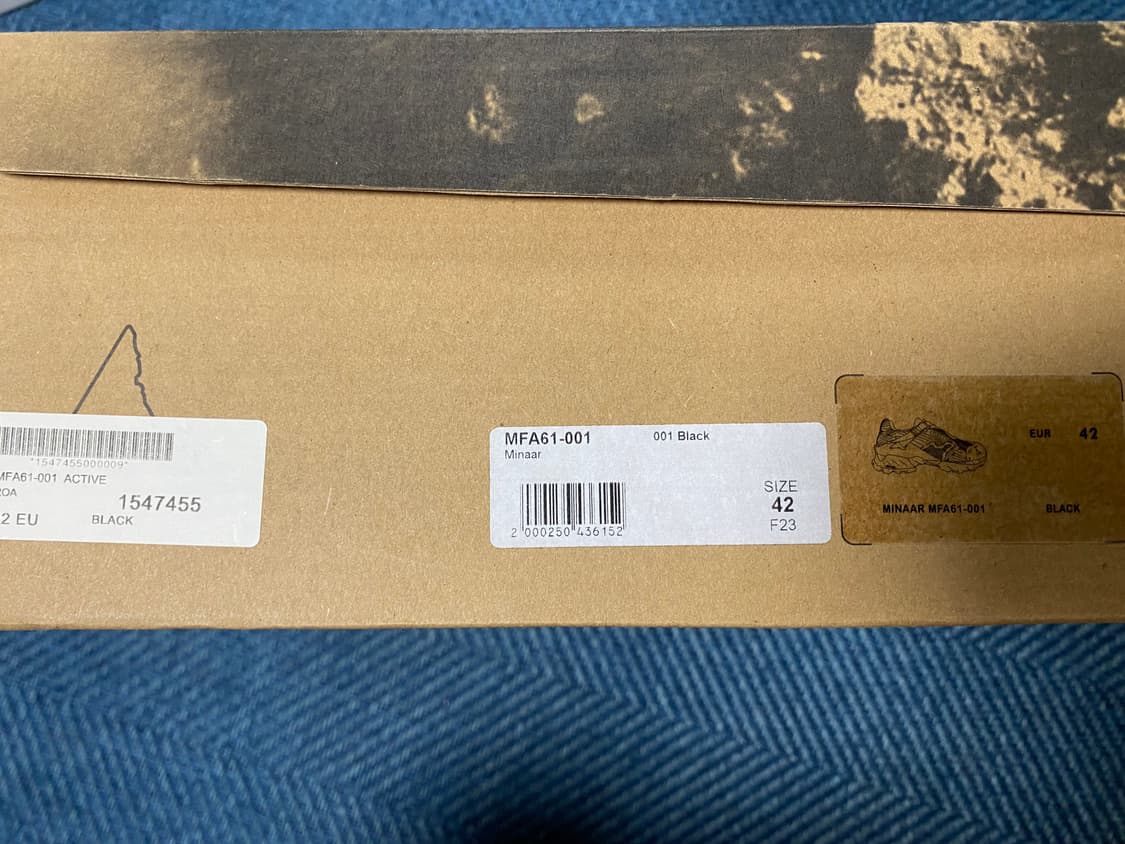 *1547455000009*
MFA61-001 ACTIVE
ROA
1547455
2 EU
BLACK
MFA61-001 001 Black
Minaar
SIZE
42
F23
2 000250 436152
EUR 42
MINAAR MFA61-001 BLACK